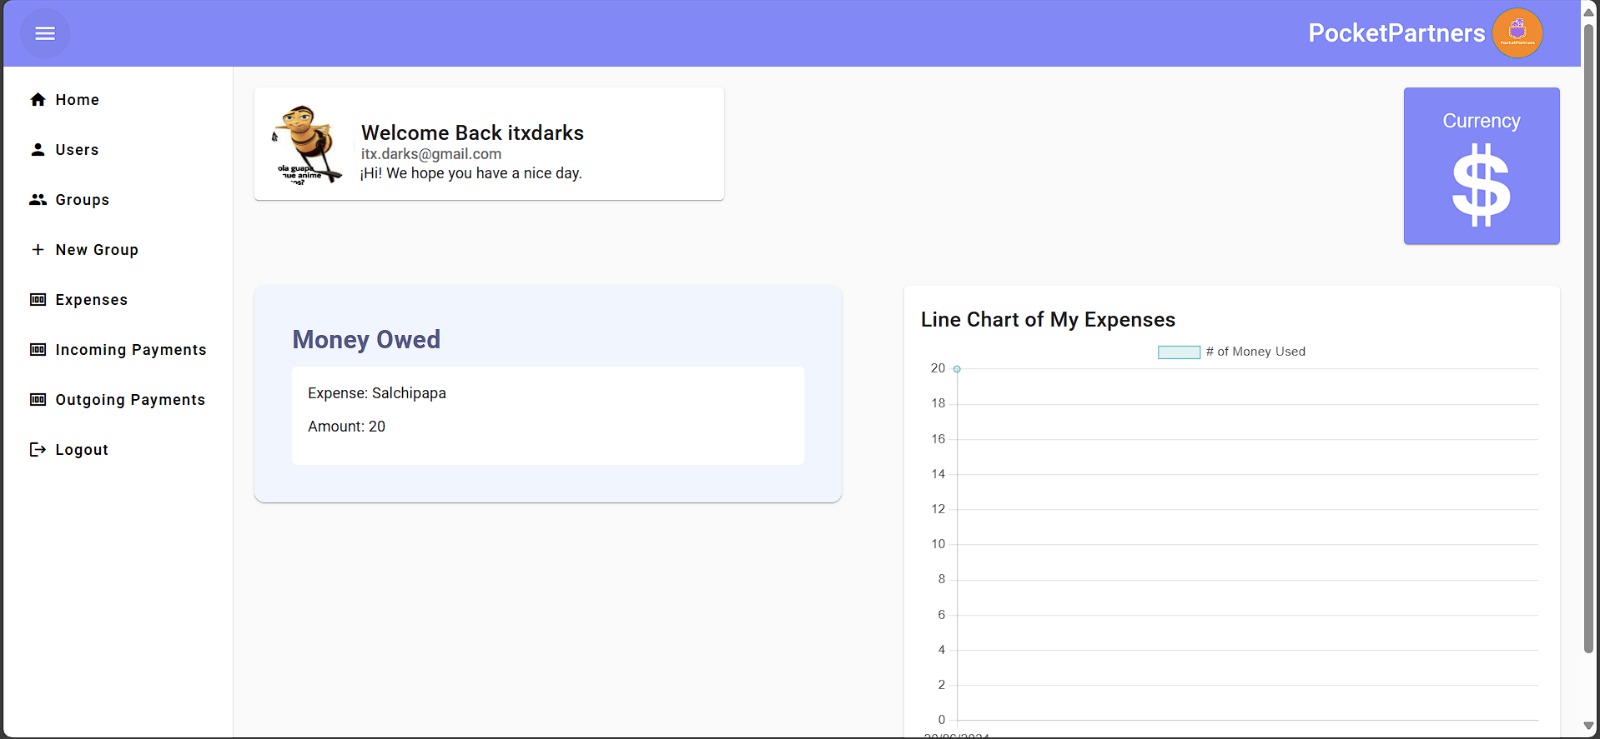 PocketPartners
Home
Users
Groups
New Group
Expenses
Incoming Payments
Outgoing Payments
Logout
Welcome Back itxdarks
itx.darks@gmail.com
¡Hi! We hope you have a nice day.
ola guapa
que anime
Currency
$
Money Owed
Expense: Salchipapa
Amount: 20
Line Chart of My Expenses
# of Money Used
20
18
16
14
12
10
8
6
4
2
0